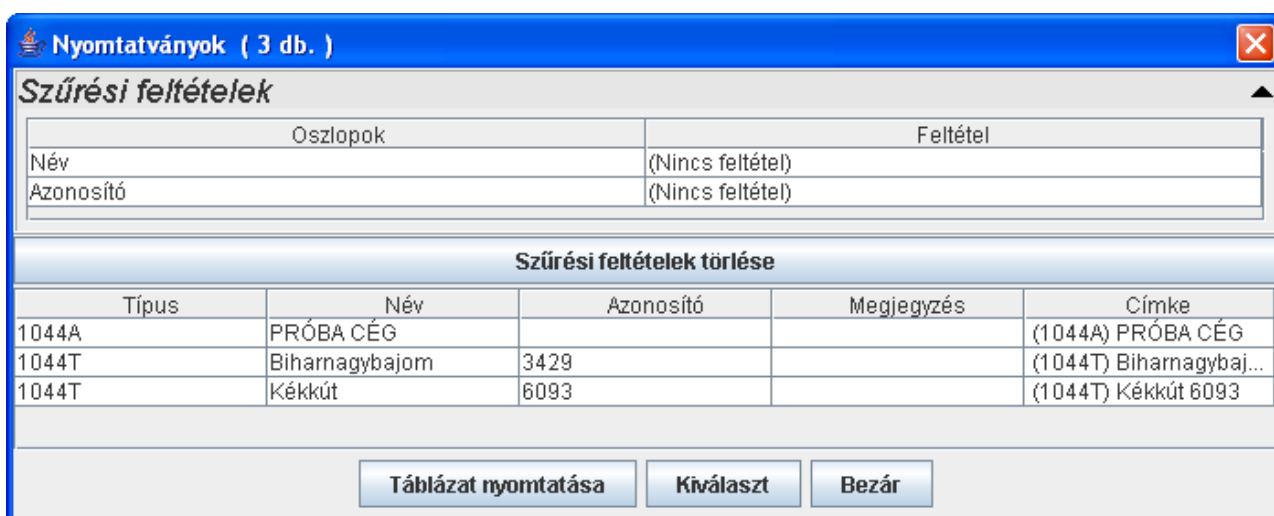 Nyomtatványok ( 3 db. )
Szűrési feltételek
Oszlopok Feltétel
Név (Nincs feltétel)
Azonosító (Nincs feltétel)
Szűrési feltételek törlése
Típus Név Azonosító Megjegyzés Címke
1044A PRÓBA CÉG (1044A) PRÓBA CÉG
1044T Biharnagybajom 3429 (1044T) Biharnagybaj...
1044T Kékkút 6093 (1044T) Kékkút 6093
Táblázat nyomtatása Kiválaszt Bezár